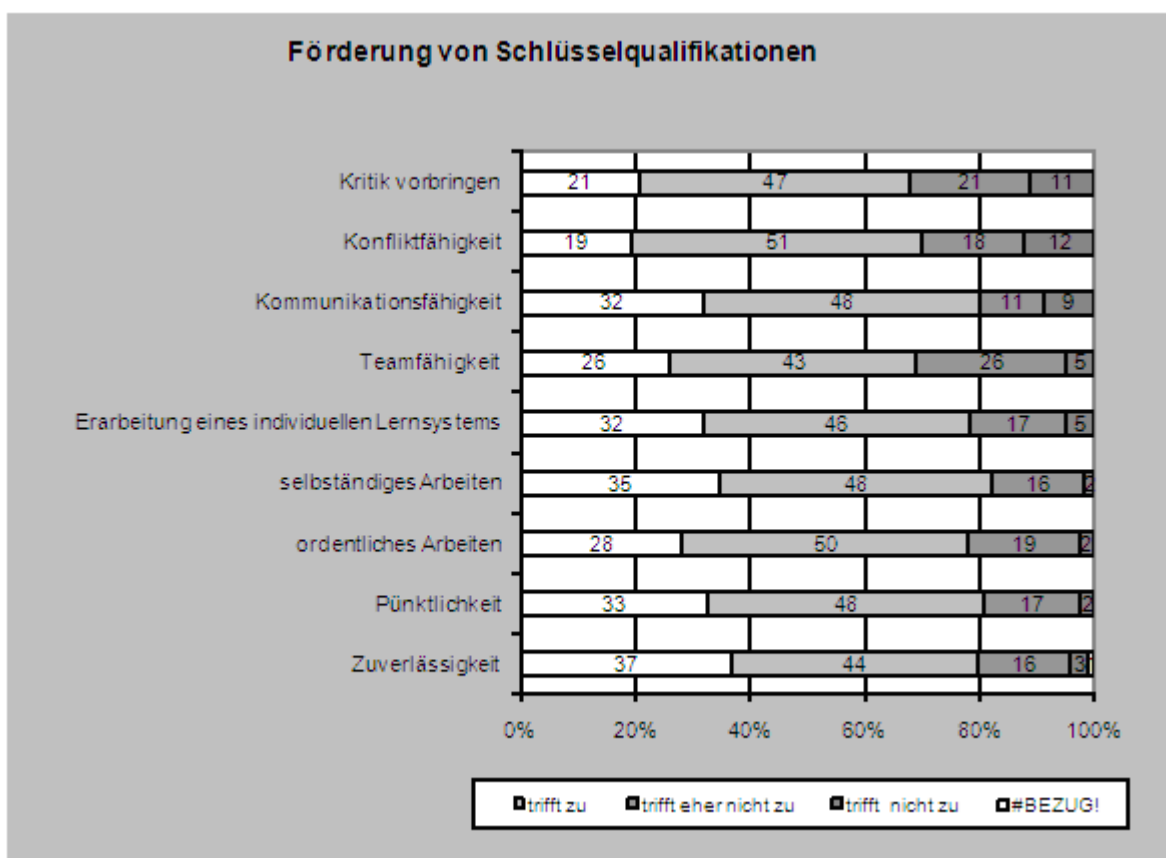 Förderung von Schlüsselqualifikationen
Kritik vorbringen 21 47 21 11
Konfliktfähigkeit 19 51 18 12
Kommunikationsfähigkeit 32 48 11 9
Teamfähigkeit 26 43 26 5
Erarbeitung eines individuellen Lernsystems 32 46 17 5
selbständiges Arbeiten 35 48 16 2
ordentliches Arbeiten 28 50 19 2
Pünktlichkeit 33 48 17 2
Zuverlässigkeit 37 44 16 3
0% 20% 40% 60% 80% 100%
trifft zu trifft eher nicht zu trifft nicht zu #BEZUG!